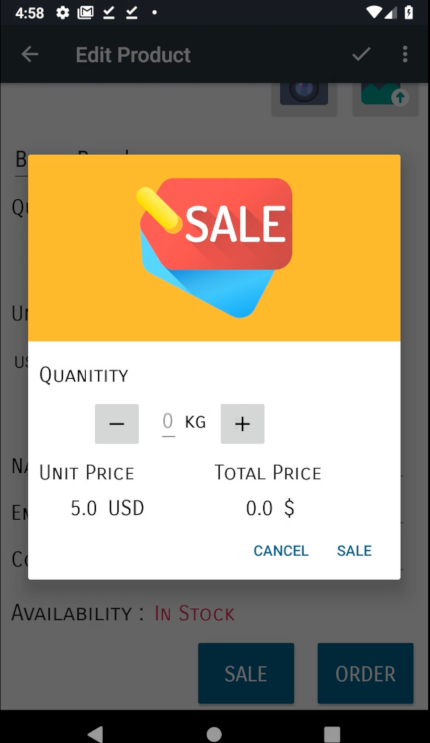 4:58
Edit Product
SALE
QUANITITY
− 0 KG +
UNIT PRICE TOTAL PRICE
5.0 USD 0.0 $
CANCEL SALE
AVAILABILITY : IN STOCK
SALE ORDER